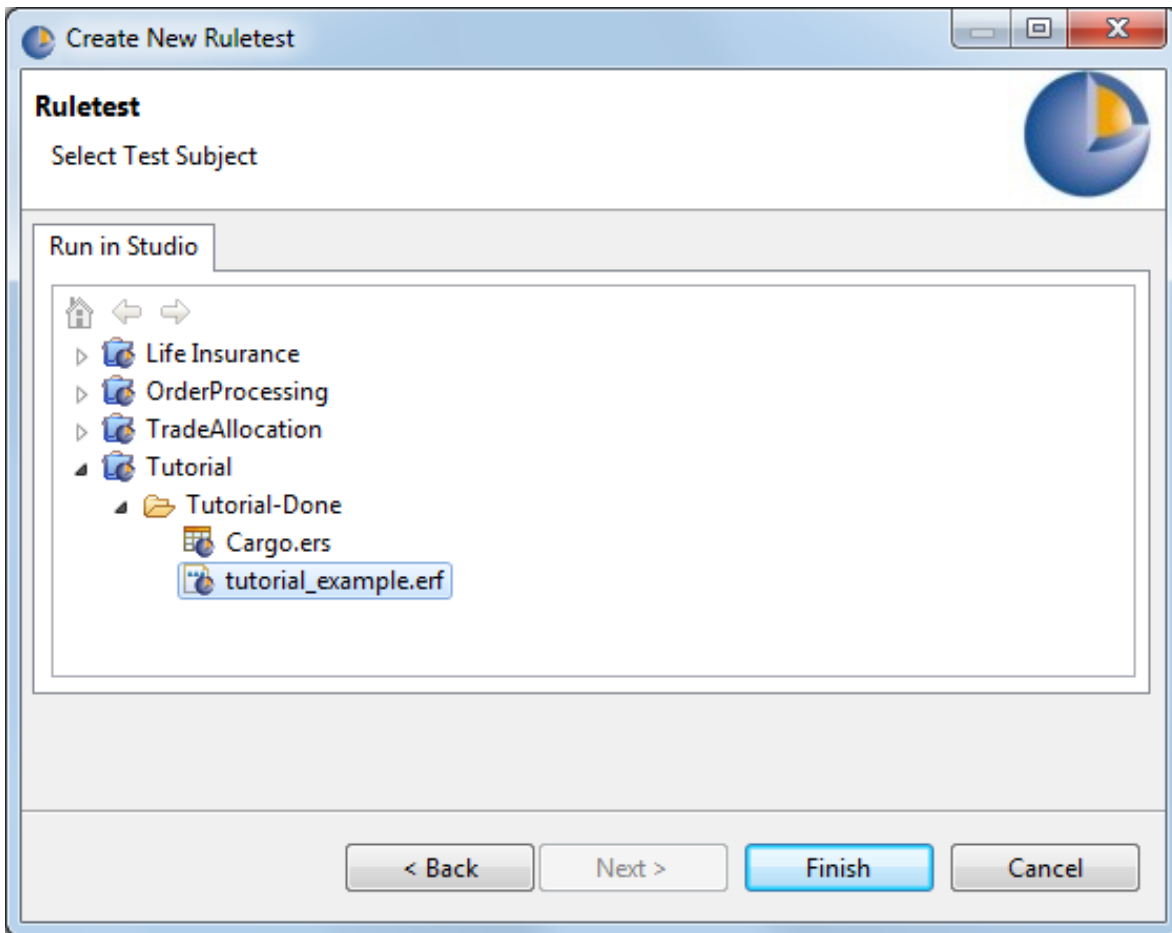 Create New Ruletest
Ruletest
Select Test Subject
Run in Studio
Life Insurance
OrderProcessing
TradeAllocation
Tutorial
Tutorial-Done
Cargo.ers
tutorial_example.erf
< Back Next > Finish Cancel